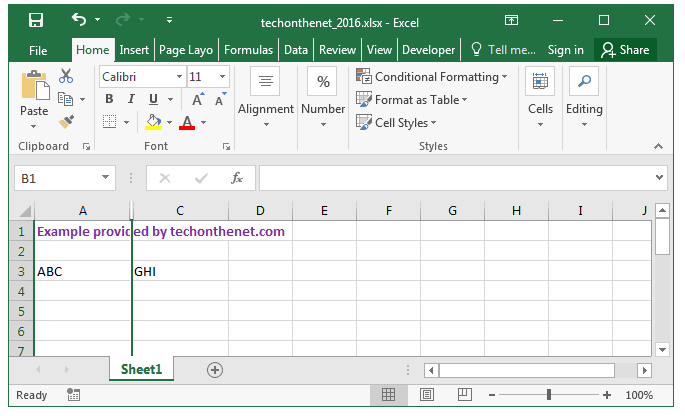 techonthenet_2016.xlsx - Excel
File Home Insert Page Layo Formulas Data Review View Developer Tell me... Sign in Share
Calibri 11 % Conditional Formatting
Paste B I U A A Alignment Number Format as Table Cells Editing
A Cell Styles
Clipboard Font Styles
B1 fx
A C D E F G H I J
1 Example provided by techonthenet.com
2
3 ABC GHI
4
5
6
7
Sheet1
Ready 100%